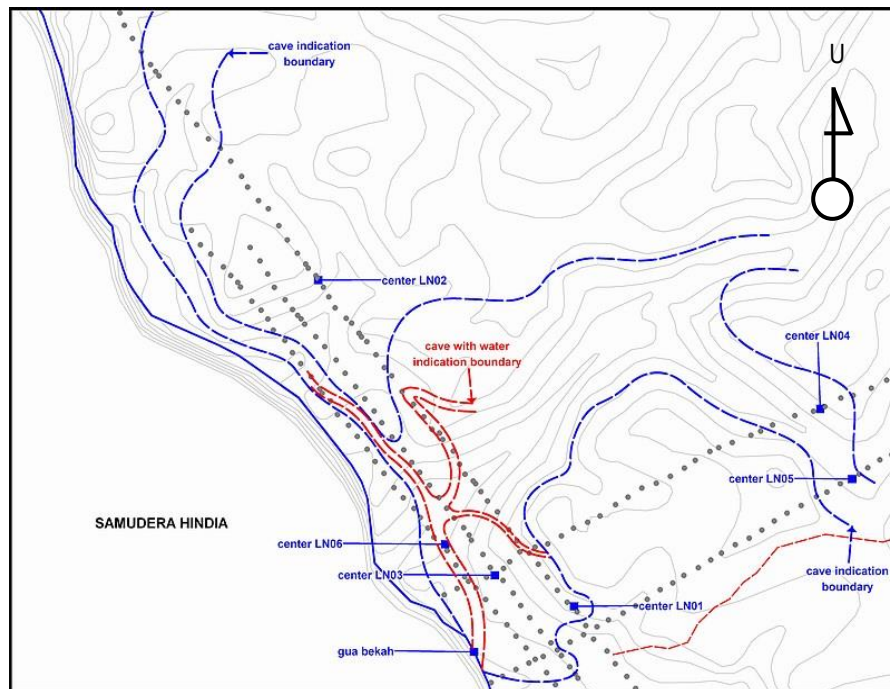 cave indication
boundary
U
center LN02
center LN04
cave with water
indication boundary
center LN05
SAMUDERA HINDIA
center LN06
center LN03
cave indication
boundary
center LN01
gua bekah